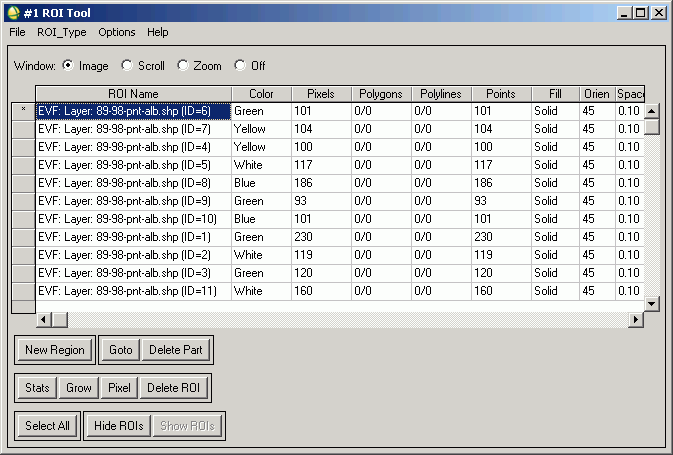 #1 ROI Tool
File ROI_Type Options Help
Window: Image Scroll Zoom Off
ROI Name Color Pixels Polygons Polylines Points Fill Orien Space
* EVF: Layer: 89-98-pnt-alb.shp (ID=6) Green 101 0/0 0/0 101 Solid 45 0.10
EVF: Layer: 89-98-pnt-alb.shp (ID=7) Yellow 104 0/0 0/0 104 Solid 45 0.10
EVF: Layer: 89-98-pnt-alb.shp (ID=4) Yellow 100 0/0 0/0 100 Solid 45 0.10
EVF: Layer: 89-98-pnt-alb.shp (ID=5) White 117 0/0 0/0 117 Solid 45 0.10
EVF: Layer: 89-98-pnt-alb.shp (ID=8) Blue 186 0/0 0/0 186 Solid 45 0.10
EVF: Layer: 89-98-pnt-alb.shp (ID=9) Green 93 0/0 0/0 93 Solid 45 0.10
EVF: Layer: 89-98-pnt-alb.shp (ID=10) Blue 101 0/0 0/0 101 Solid 45 0.10
EVF: Layer: 89-98-pnt-alb.shp (ID=1) Green 230 0/0 0/0 230 Solid 45 0.10
EVF: Layer: 89-98-pnt-alb.shp (ID=2) White 119 0/0 0/0 119 Solid 45 0.10
EVF: Layer: 89-98-pnt-alb.shp (ID=3) Green 120 0/0 0/0 120 Solid 45 0.10
EVF: Layer: 89-98-pnt-alb.shp (ID=11) White 160 0/0 0/0 160 Solid 45 0.10
New Region Goto Delete Part
Stats Grow Pixel Delete ROI
Select All Hide ROIs Show ROIs